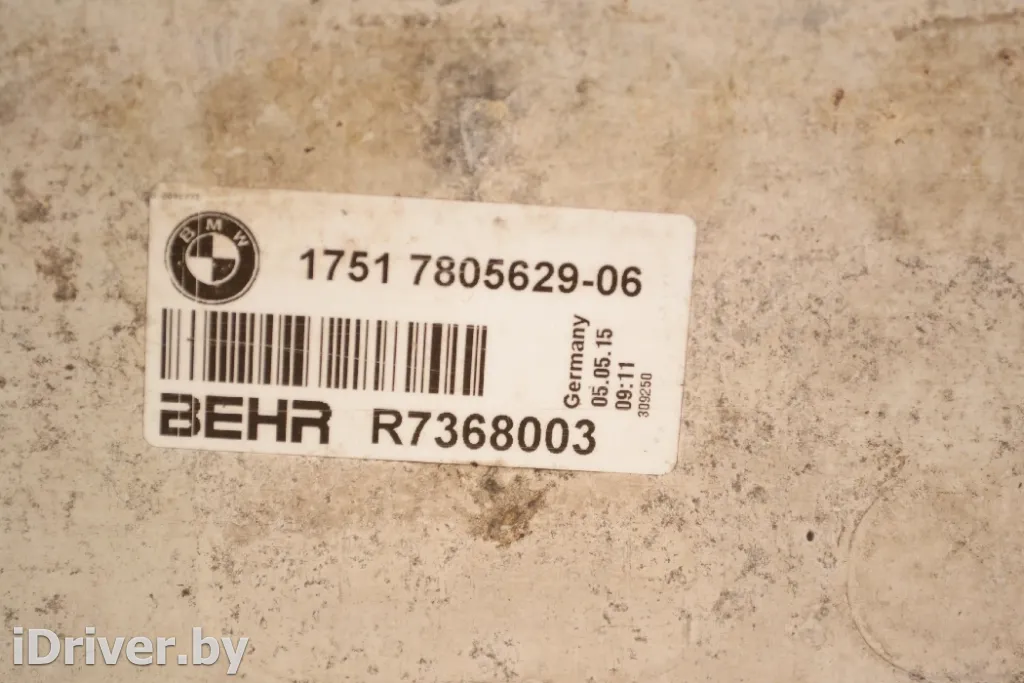 BMW
1751 7805629-06
Germany
05.05.15
09:11
309250
BEHR
R7368003
iDriver.by